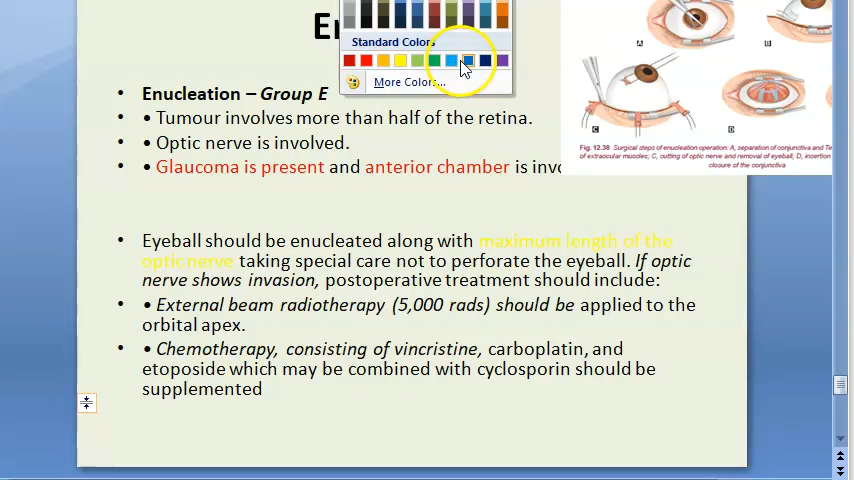 Standard Colors
More Colors...
• Enucleation – Group E
• • Tumour involves more than half of the retina.
• • Optic nerve is involved.
• • Glaucoma is present and anterior chamber is
A
B
C
D
Fig. 12.38 Surgical steps of enucleation operation: A, separation of conjunctiva and
of extraocular muscles; C, cutting of optic nerve and removal of eyeball; D, insertion
closure of the conjunctiva
• Eyeball should be enucleated along with maximum length of the
optic nerve taking special care not to perforate the eyeball. If optic
nerve shows invasion, postoperative treatment should include:
• • External beam radiotherapy (5,000 rads) should be applied to the
orbital apex.
• • Chemotherapy, consisting of vincristine, carboplatin, and
etoposide which may be combined with cyclosporin should be
supplemented